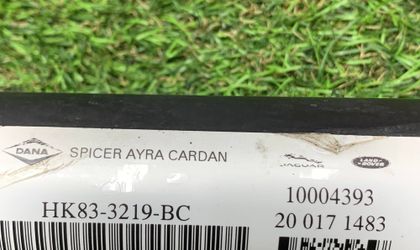 DANA SPICER AYRA CARDAN JAGUAR LAND ROVER
HK83-3219-BC 10004393
20 017 1483